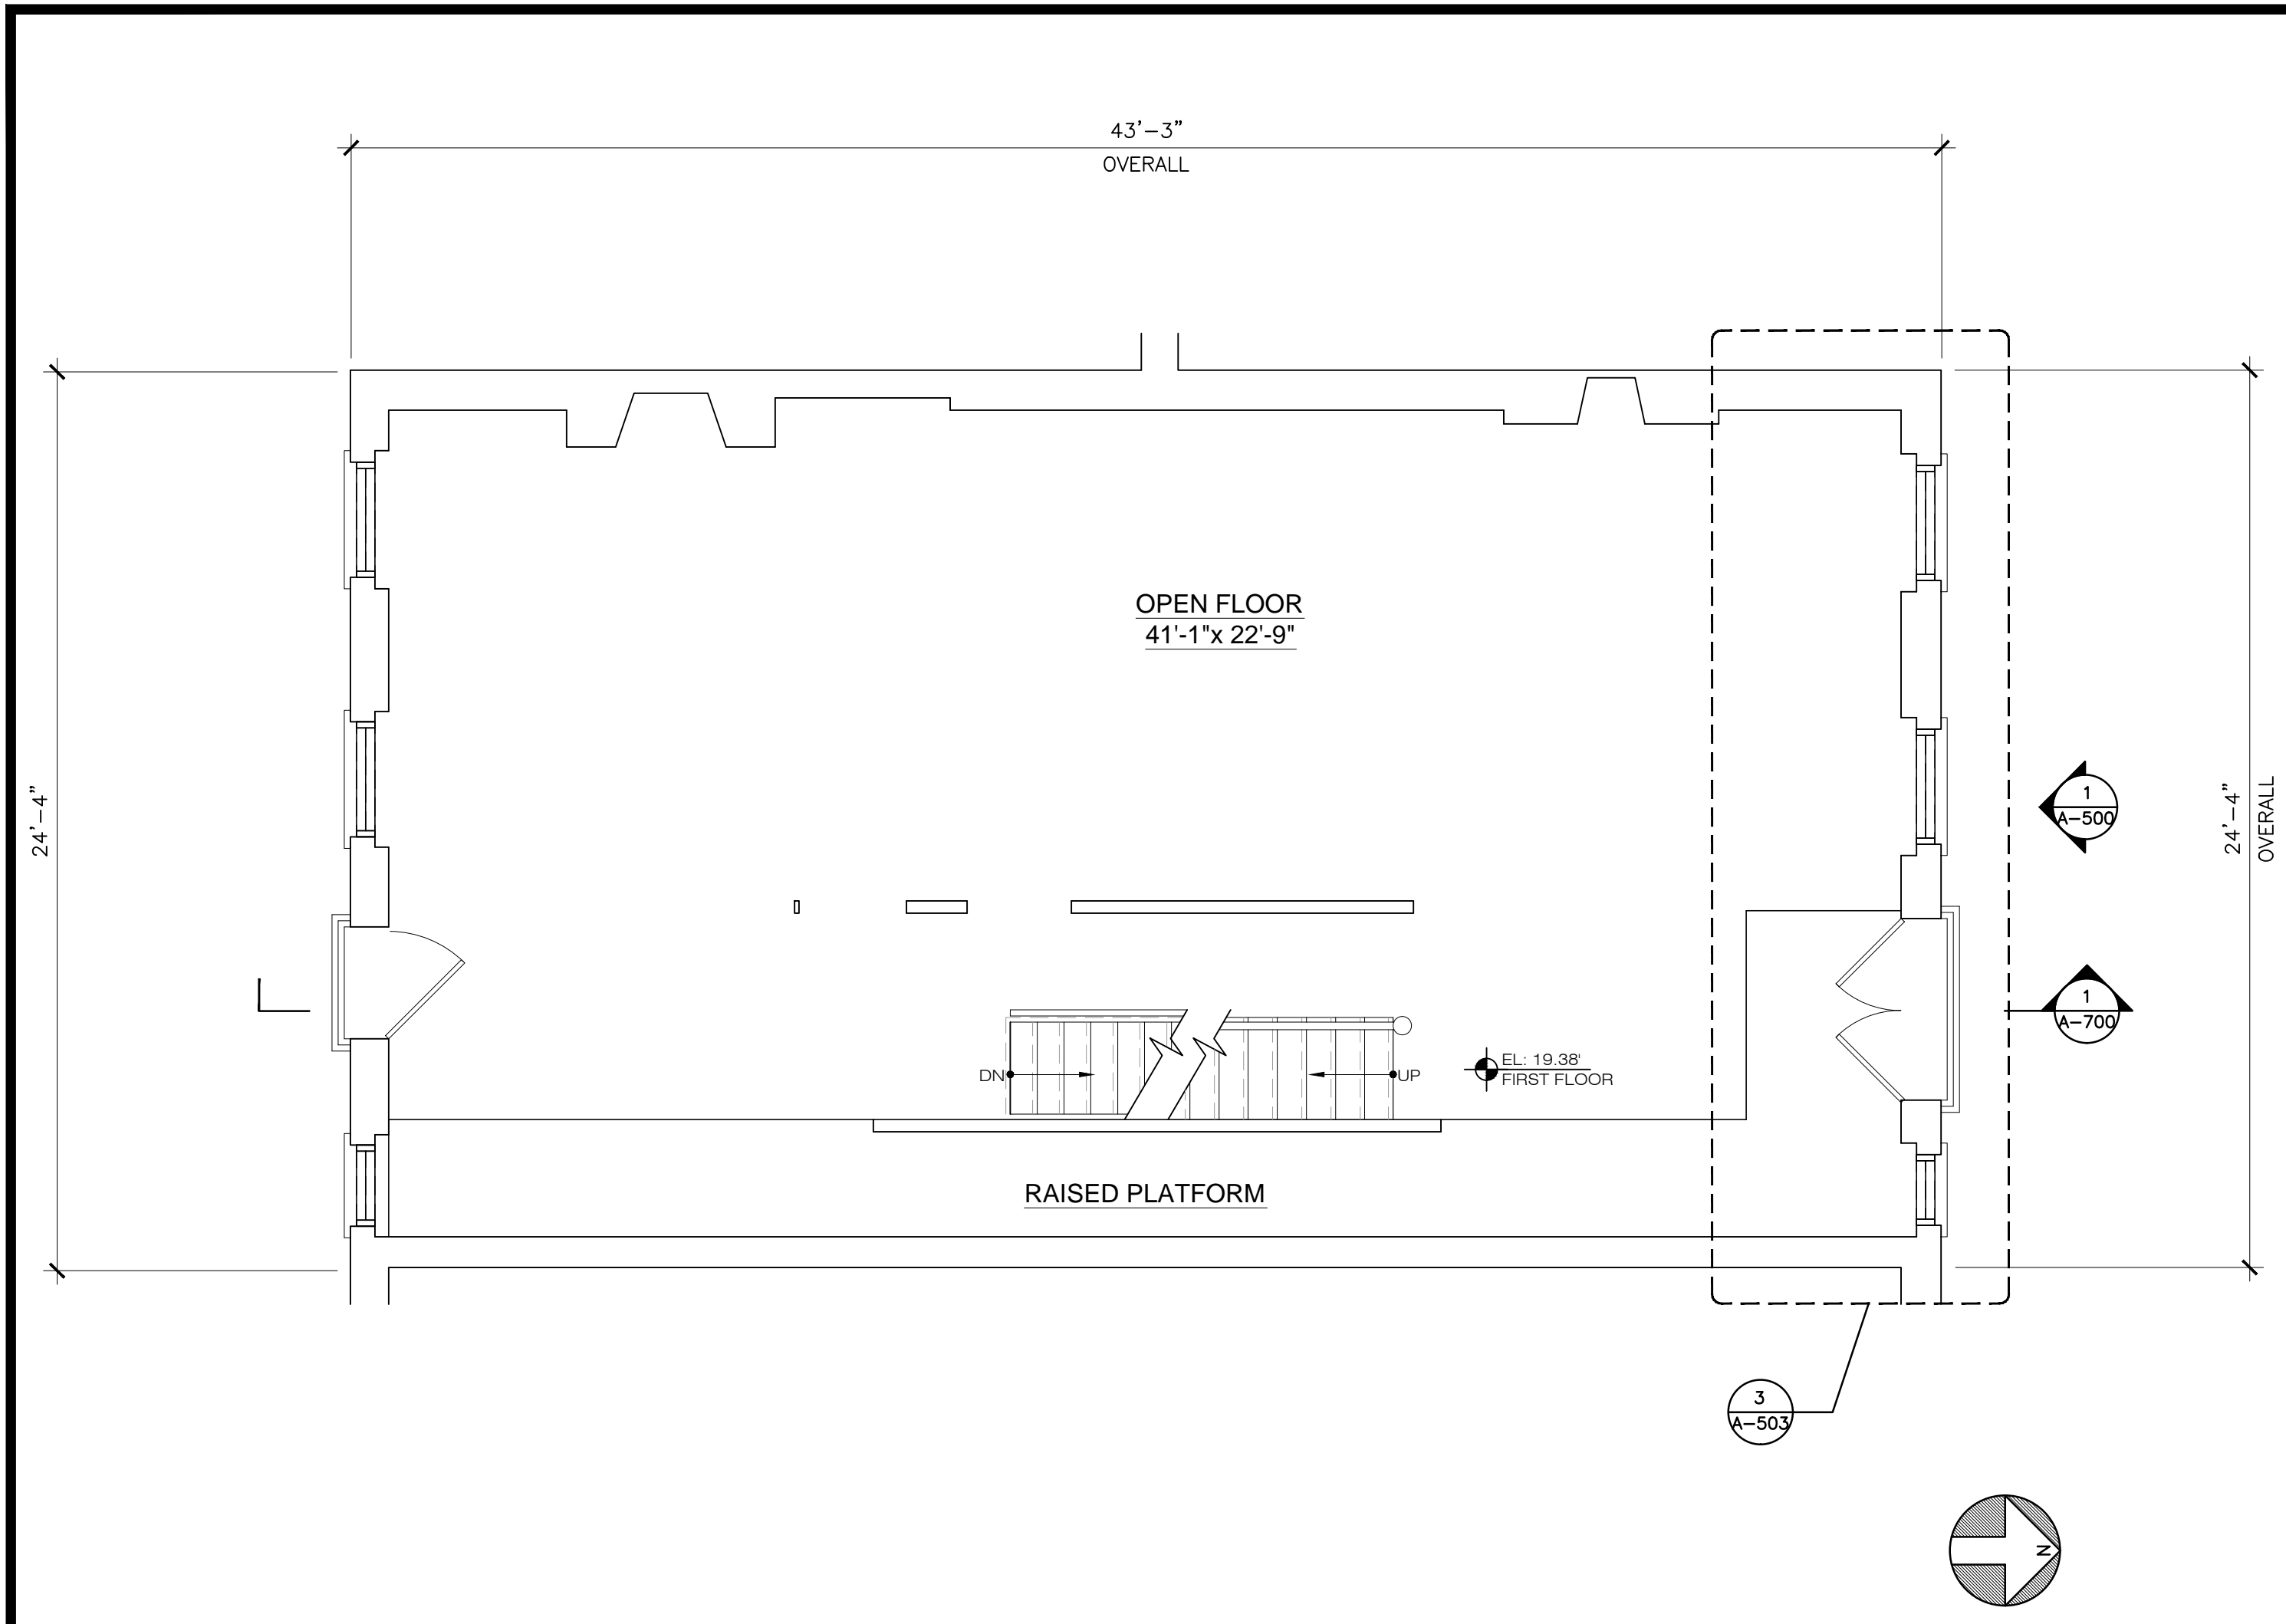 43’–3”
OVERALL
OPEN FLOOR
41'-1"x 22'-9"
24’–4”
1
A–500
24’–4”
OVERALL
1
A–700
DN
UP
EL: 19.38'
FIRST FLOOR
RAISED PLATFORM
3
A–503
N